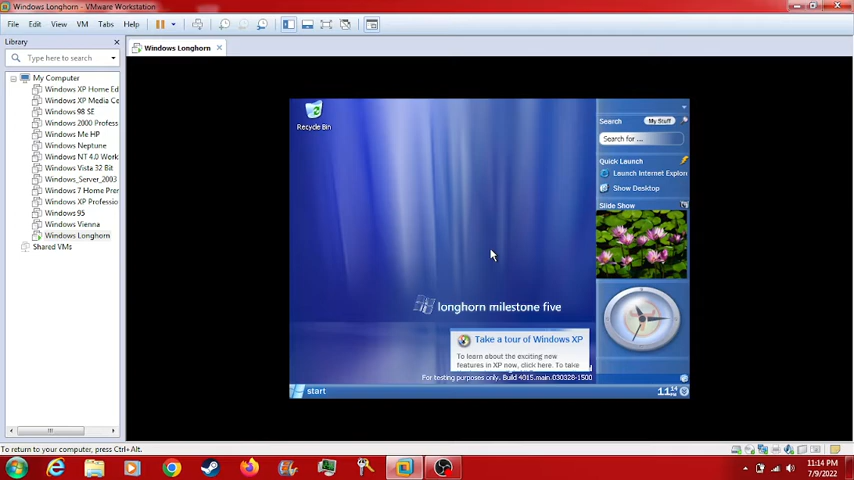 Windows Longhorn - VMware Workstation
File Edit View VM Tabs Help
Library
Type here to search
Windows Longhorn
My Computer
Windows XP Home Ed
Windows XP Media Ce
Windows 98 SE
Windows 2000 Profess
Windows Me HP
Windows Neptune
Windows NT 4.0 Work
Windows Vista 32 Bit
Windows_Server_2003
Windows 7 Home Prer
Windows XP Professio
Windows 95
Windows Vienna
Windows Longhorn
Shared VMs
Recycle Bin
Search My Stuff
Search for ...
Quick Launch
Launch Internet Explor
Show Desktop
Slide Show
longhorn milestone five
Take a tour of Windows XP
To learn about the exciting new
features in XP now, click here. To take
For testing purposes only. Build 4015.main.030328-1500
start
11:14 PM
To return to your computer, press Ctrl+Alt.
11:14 PM
7/9/2022